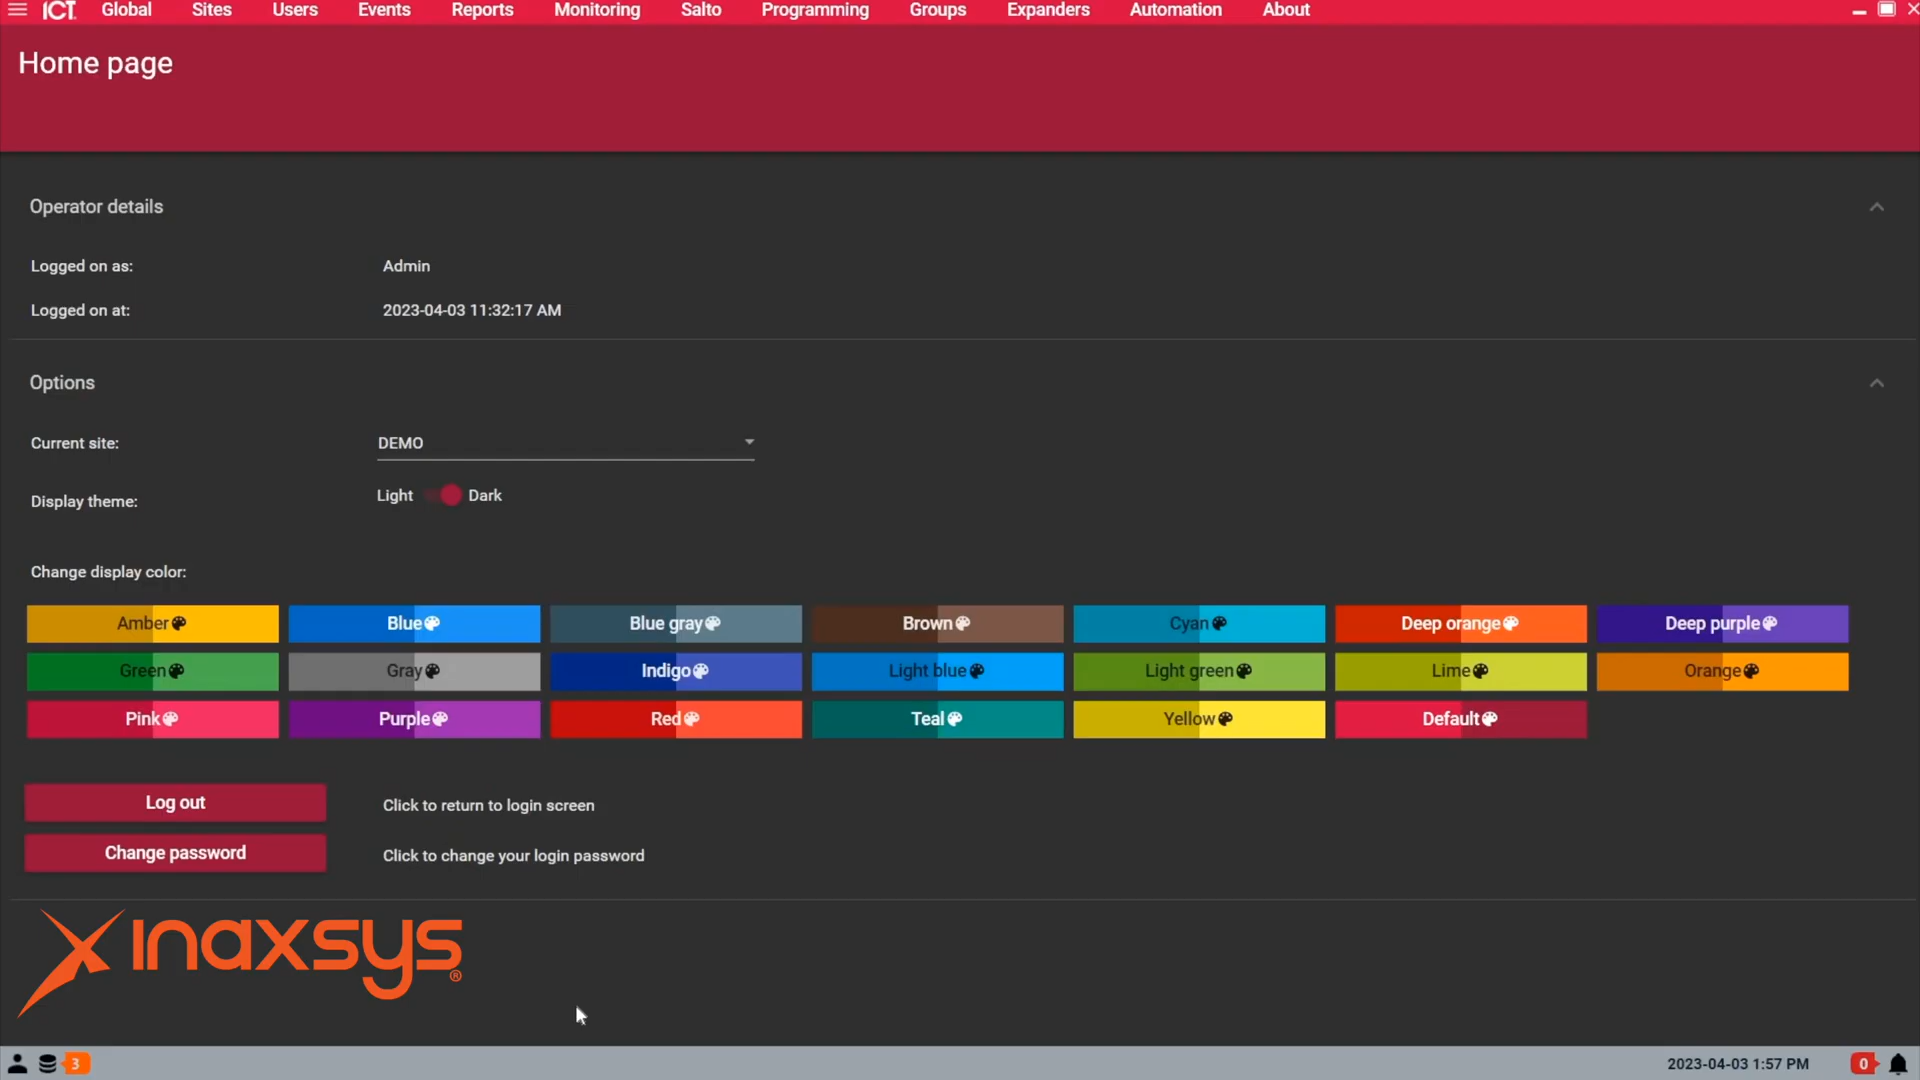 ICT Global Sites Users Events Reports Monitoring Salto Programming Groups Expanders Automation About
Home page
Operator details
Logged on as: Admin
Logged on at: 2023-04-03 11:32:17 AM
Options
Current site: DEMO
Display theme: Light Dark
Change display color:
Amber Blue Blue gray Brown Cyan Deep orange Deep purple
Green Gray Indigo Light blue Light green Lime Orange
Pink Purple Red Teal Yellow Default
Log out Click to return to login screen
Change password Click to change your login password
inaxsys®
3 2023-04-03 1:57 PM 0